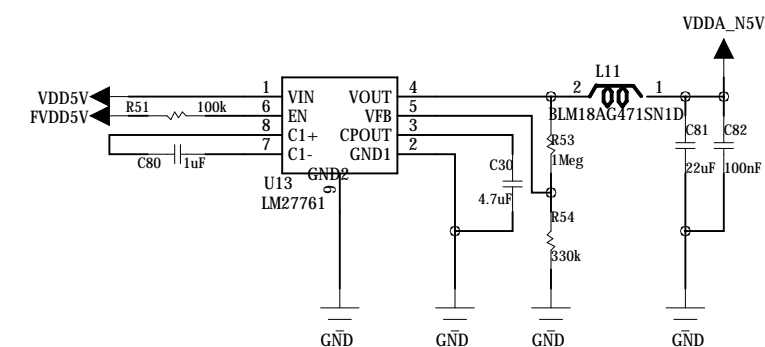 VDDA_N5V
L11
VDD5V 1 VIN VOUT 4 2 1
FVDD5V R51 100k 6 EN VFB 5 BLM18AG471SN1D
8 C1+ CPOUT 3 R53 C81 C82
C80 1uF 7 C1- GND1 2 1Meg
GND2 C30 22uF 100nF
U13 9
LM27761 4.7uF
R54
330k
GND GND GND GND